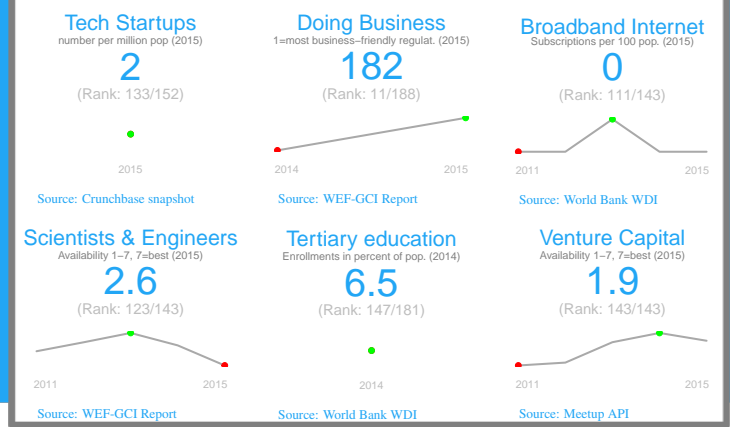 Tech Startups
number per million pop (2015)
2
(Rank: 133/152)
2015
Source: Crunchbase snapshot
Doing Business
1=most business−friendly regulat. (2015)
182
(Rank: 11/188)
2014 2015
Source: WEF-GCI Report
Broadband Internet
Subscriptions per 100 pop. (2015)
0
(Rank: 111/143)
2011 2015
Source: World Bank WDI
Scientists & Engineers
Availability 1−7, 7=best (2015)
2.6
(Rank: 123/143)
2011 2015
Source: WEF-GCI Report
Tertiary education
Enrollments in percent of pop. (2014)
6.5
(Rank: 147/181)
2014
Source: World Bank WDI
Venture Capital
Availability 1−7, 7=best (2015)
1.9
(Rank: 143/143)
2011 2015
Source: Meetup API